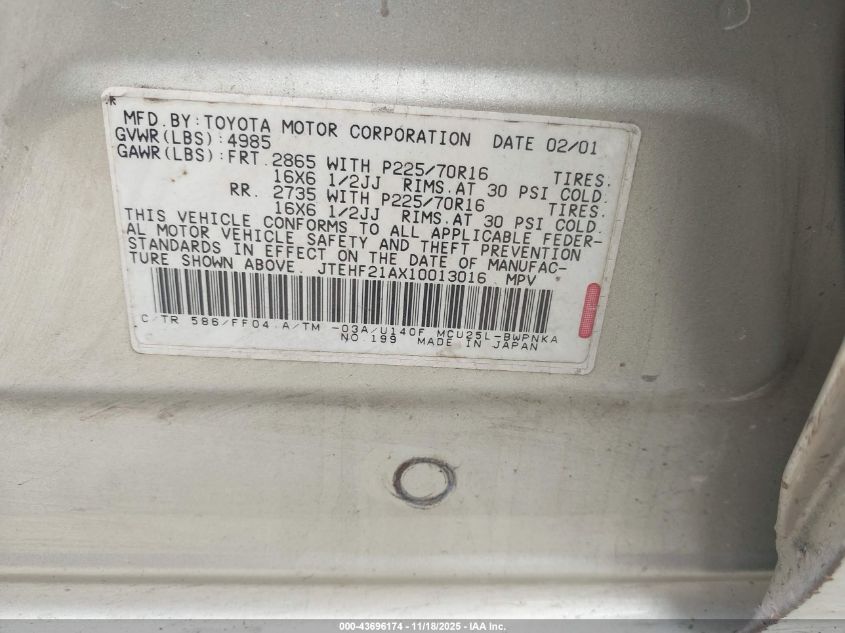 MFD.BY:TOYOTA MOTOR CORPORATION DATE 02/01
GVWR(LBS):4985
GAWR(LBS):FRT. 2865 WITH P225/70R16 TIRES.
16X6 1/2JJ RIMS.AT 30 PSI COLD.
RR. 2735 WITH P225/70R16 TIRES.
16X6 1/2JJ RIMS.AT 30 PSI COLD.
THIS VEHICLE CONFORMS TO ALL APPLICABLE FEDER-
AL MOTOR VEHICLE SAFETY AND THEFT PREVENTION
STANDARDS IN EFFECT ON THE DATE OF MANUFAC-
TURE SHOWN ABOVE. JTEHF21AX10013016 MPV
C/TR 586/FF04 A/TM -03A/U140F MCU25L-BWPNKA
NO.199 MADE IN JAPAN
000-43696174 - 11/18/2025 - IAA Inc.